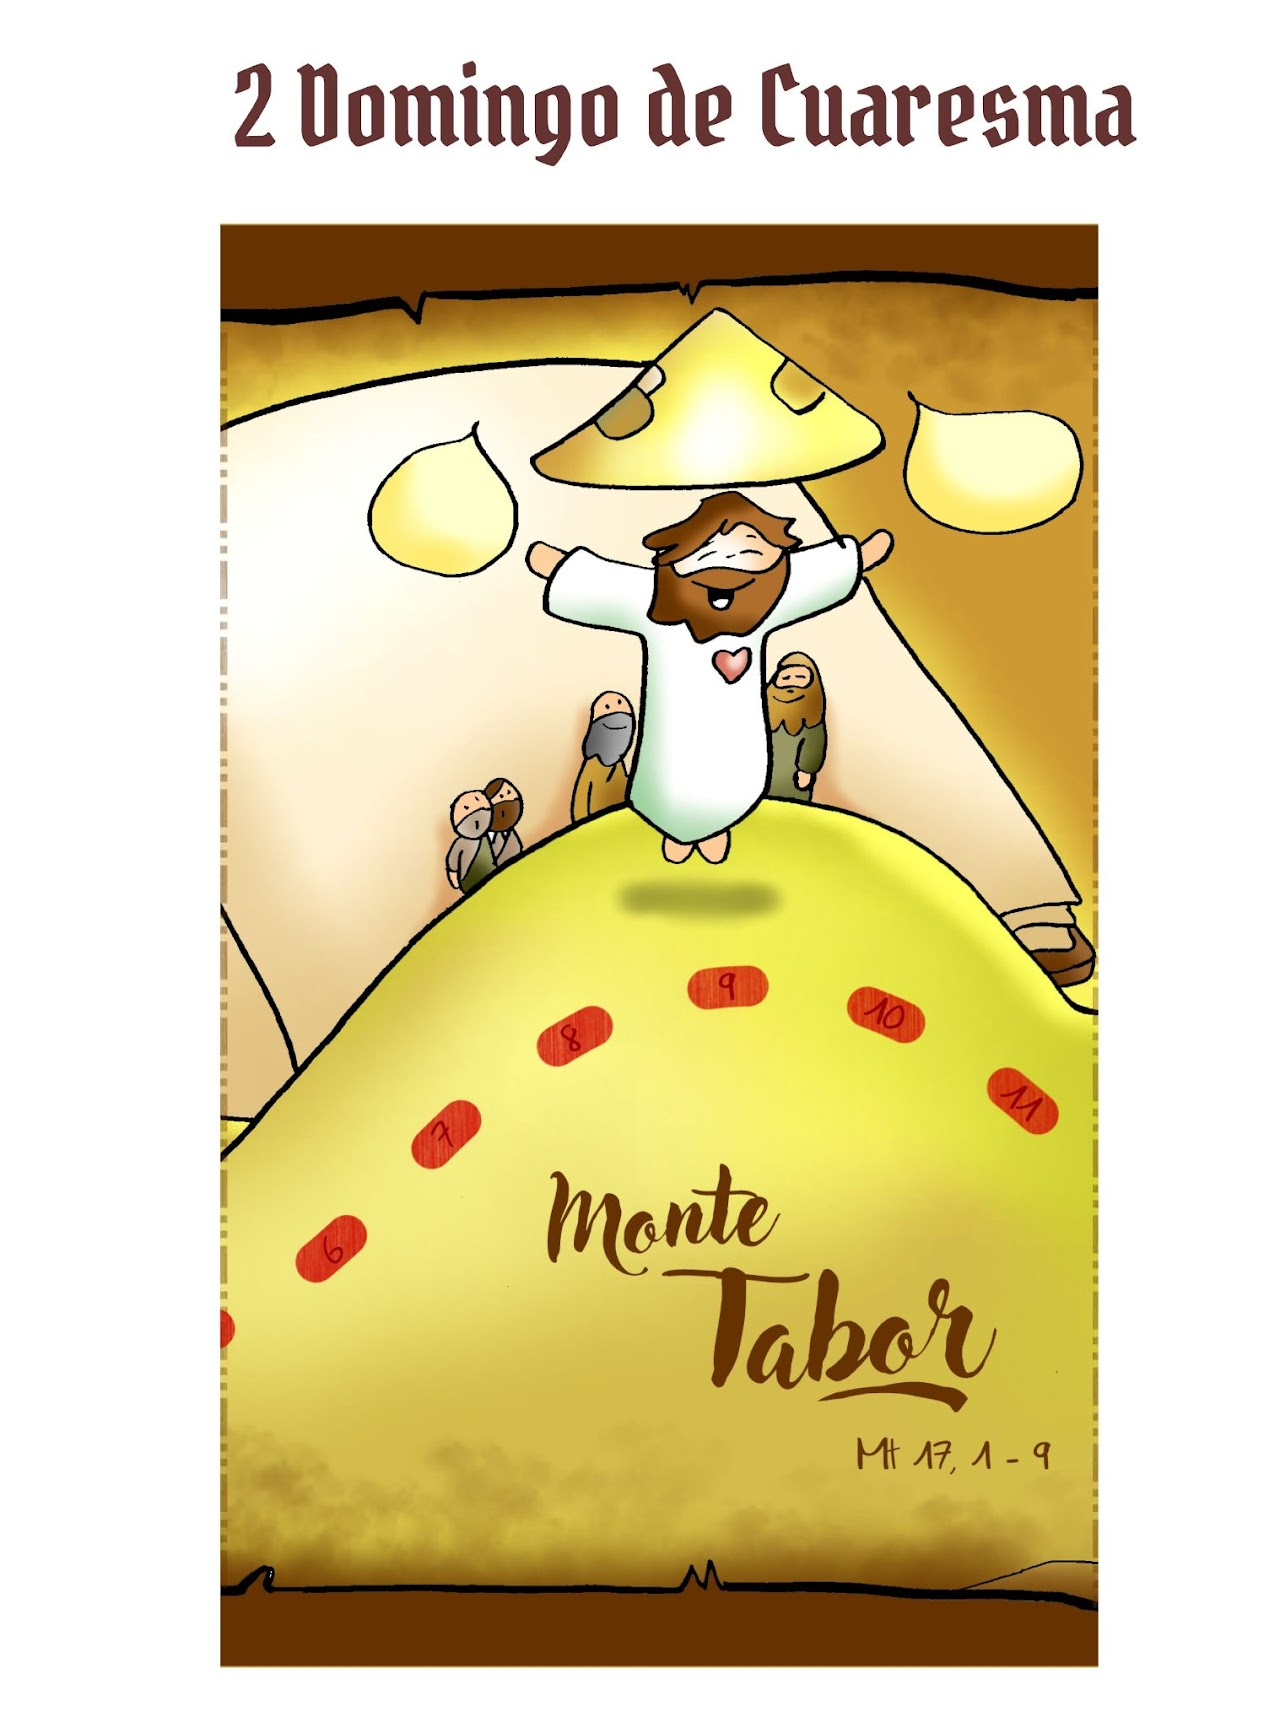 2 Domingo de Cuaresma
9
8
10
7
11
6
Monte
Tabor
Mt 17, 1 - 9